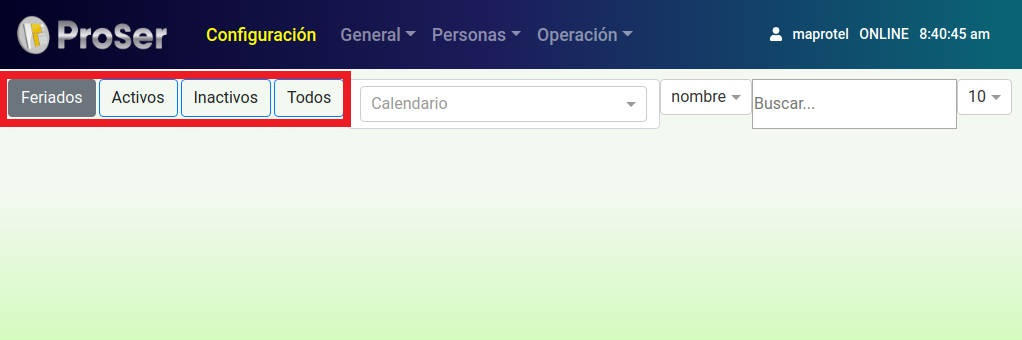 ProSer Configuración General Personas Operación maprotel ONLINE 8:40:45 am
Feriados Activos Inactivos Todos Calendario nombre Buscar... 10